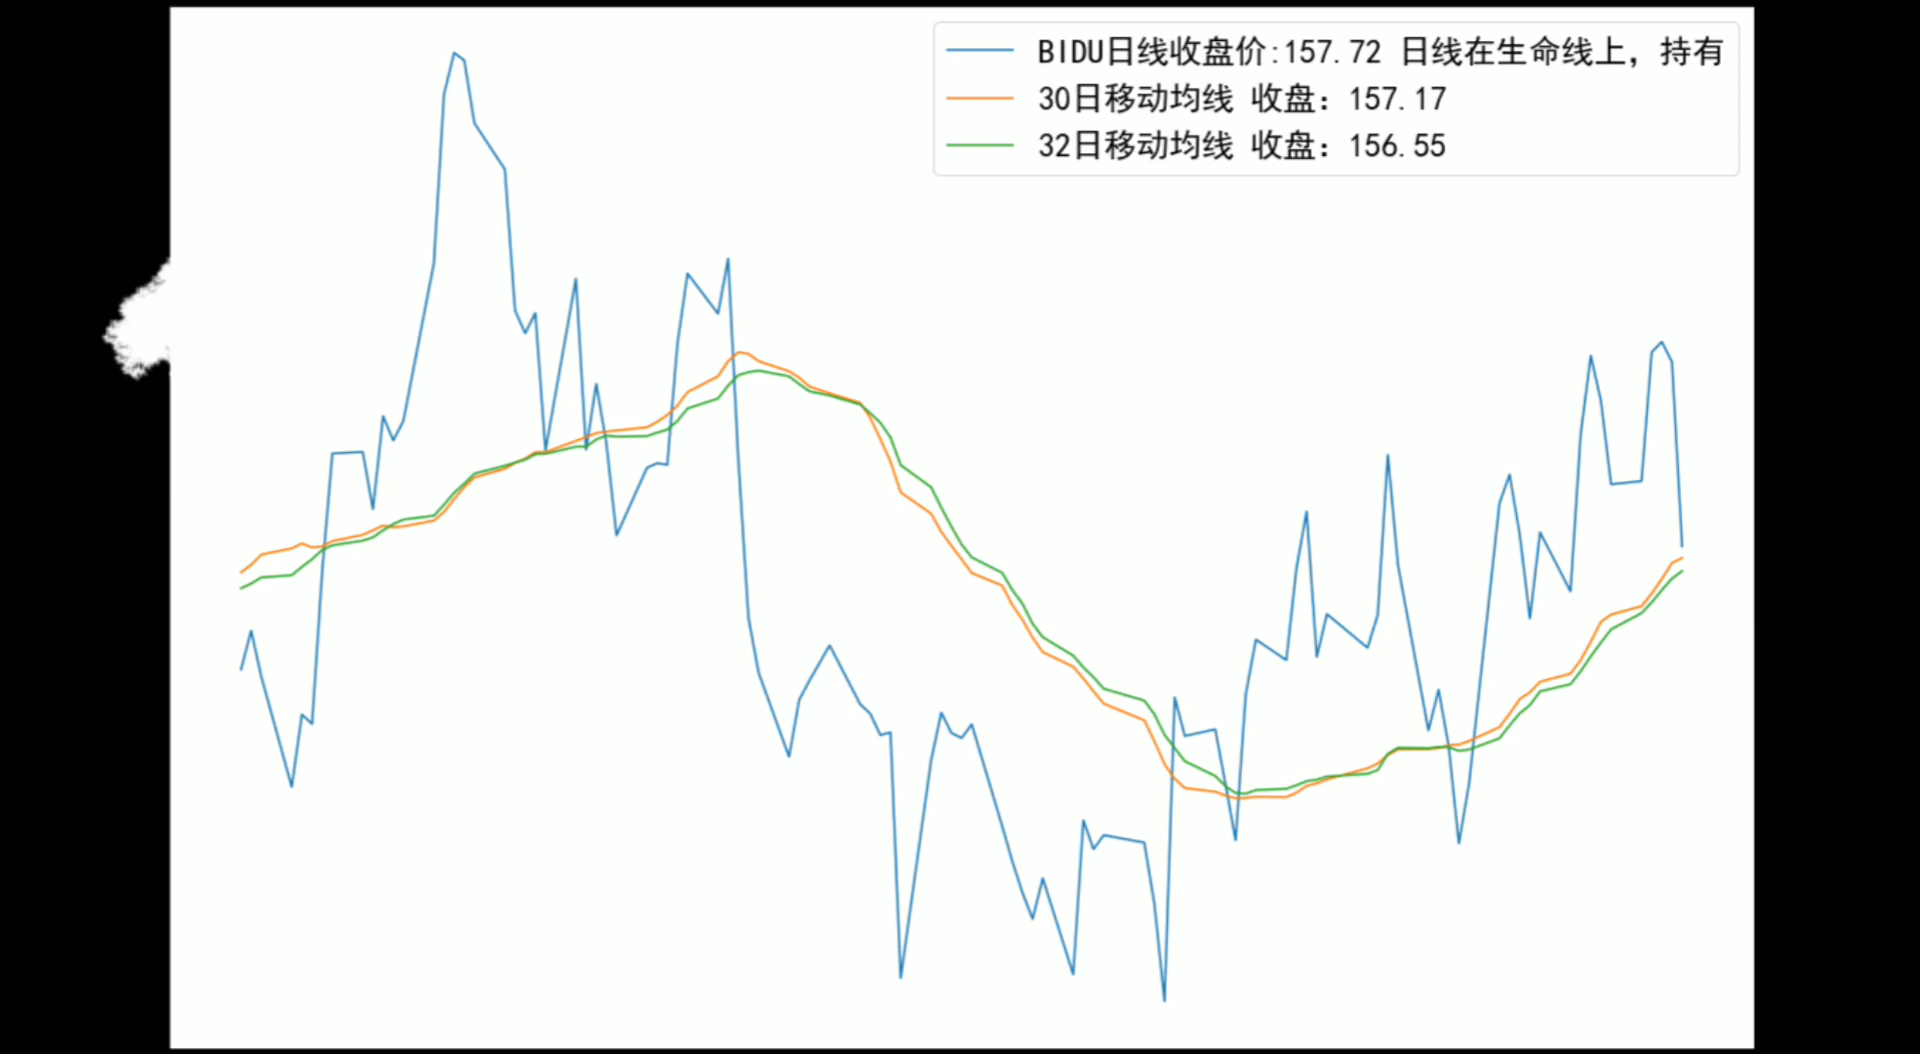 BIDU日线收盘价:157.72 日线在生命线上，持有
30日移动均线 收盘：157.17
32日移动均线 收盘：156.55